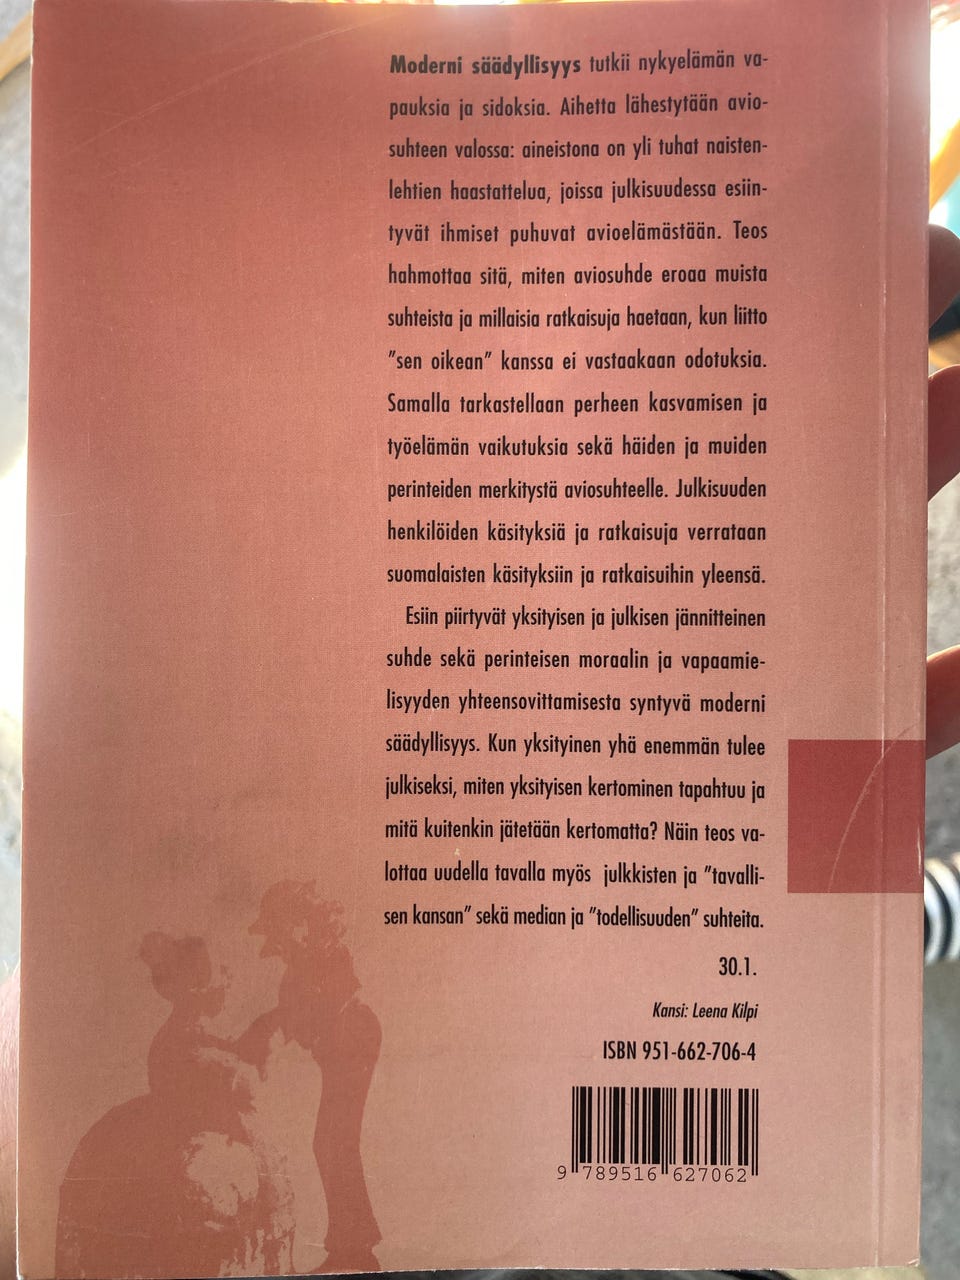 Moderni säädyllisyys tutkii nykyelämän va-
pauksia ja sidoksia. Aihetta lähestytään avio-
suhteen valossa: aineistona on yli tuhat naisten-
lehtien haastattelua, joissa julkisuudessa esiin-
tyvät ihmiset puhuvat avioelämästään. Teos
hahmottaa sitä, miten aviosuhde eroaa muista
suhteista ja millaisia ratkaisuja haetaan, kun liitto
”sen oikean” kanssa ei vastaakaan odotuksia.
Samalla tarkastellaan perheen kasvamisen ja
työelämän vaikutuksia sekä häiden ja muiden
perinteiden merkitystä aviosuhteelle. Julkisuuden
henkilöiden käsityksiä ja ratkaisuja verrataan
suomalaisten käsityksiin ja ratkaisuihin yleensä.
Esiin piirtyvät yksityisen ja julkisen jännitteinen
suhde sekä perinteisen moraalin ja vapaamie-
lisyyden yhteensovittamisesta syntyvä moderni
säädyllisyys. Kun yksityinen yhä enemmän tulee
julkiseksi, miten yksityisen kertominen tapahtuu ja
mitä kuitenkin jätetään kertomatta? Näin teos va-
lottaa uudella tavalla myös julkkisten ja ”tavalli-
sen kansan” sekä median ja ”todellisuuden” suhteita.
30.1.
Kansi: Leena Kilpi
ISBN 951-662-706-4
9 789516 627062